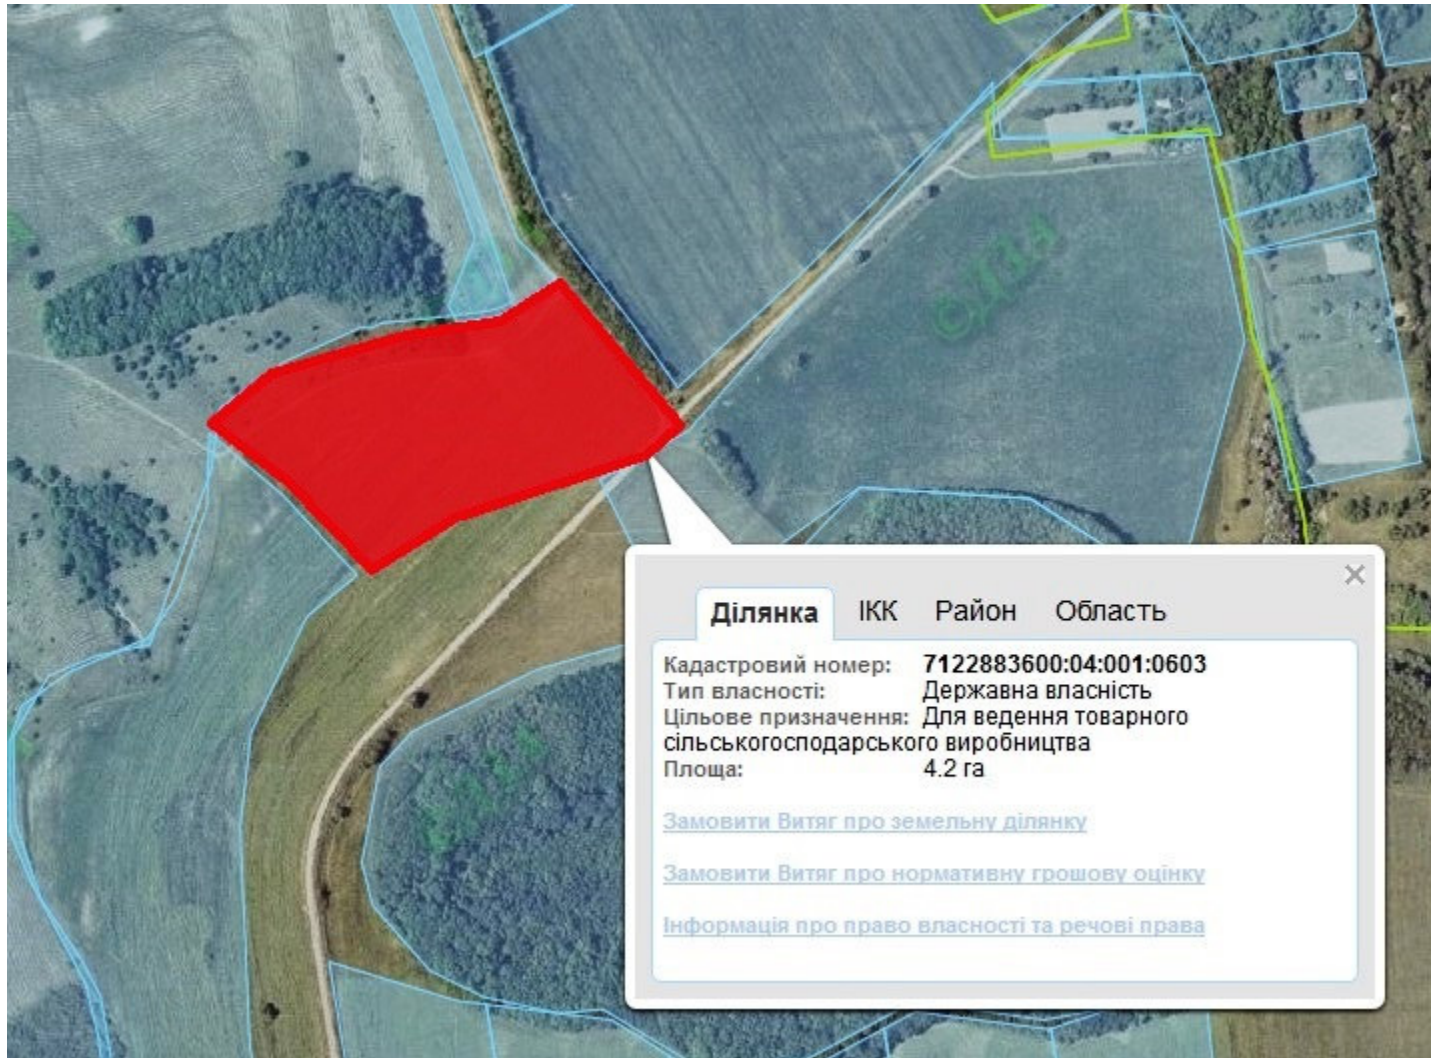 Ділянка ІКК Район Область
Кадастровий номер: 7122883600:04:001:0603
Тип власності: Державна власність
Цільове призначення: Для ведення товарного
сільськогосподарського виробництва
Площа: 4.2 га
Замовити Витяг про земельну ділянку
Замовити Витяг про нормативну грошову оцінку
Інформація про право власності та речові права